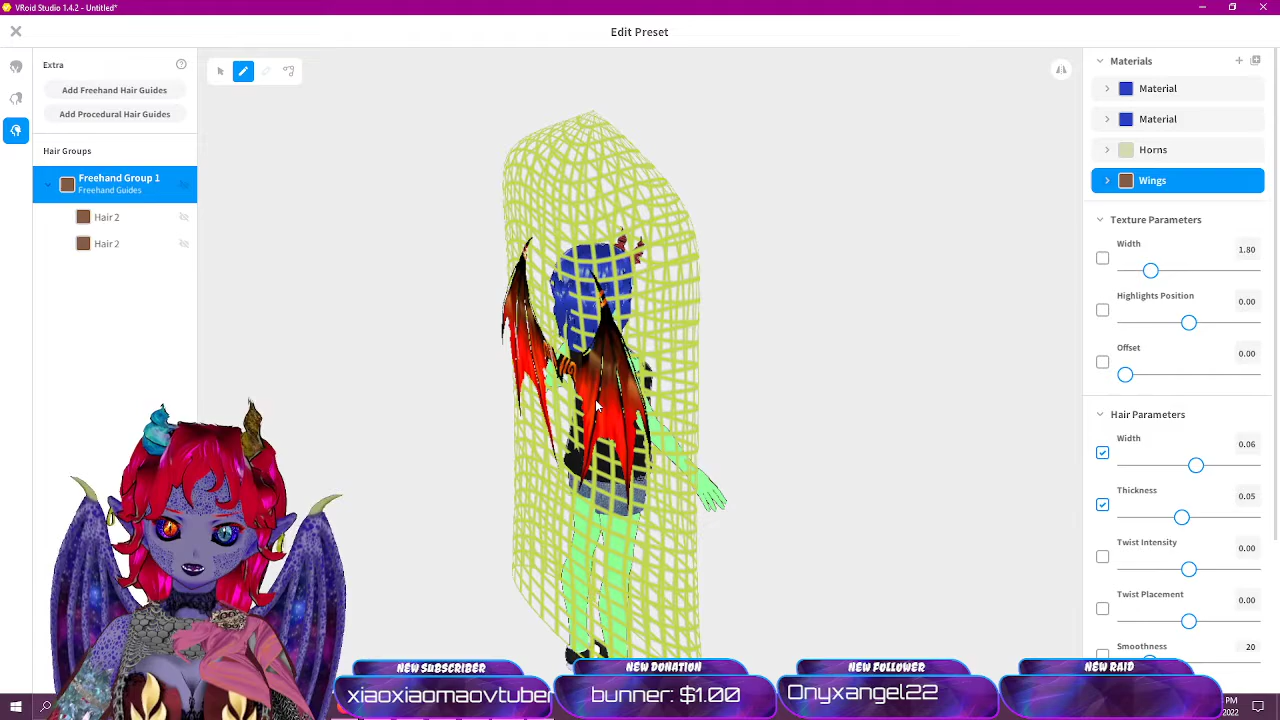 VRoid Studio 1.4.2 - Untitled*
Edit Preset
Extra
Add Freehand Hair Guides
Add Procedural Hair Guides
Hair Groups
Freehand Group 1
Freehand Guides
Hair 2
Hair 2
Materials
Material
Material
Horns
Wings
Texture Parameters
Width
1.80
Highlights Position
0.00
Offset
0.00
Hair Parameters
Width
0.06
Thickness
0.05
Twist Intensity
0.00
Twist Placement
0.00
Smoothness
20
NEW SUBSCRIBER
xiaoxiaomaovtuber
NEW DONATION
bunner: $1.00
NEW FOLLOWER
Onyxangel22
NEW RAID
PM
2022